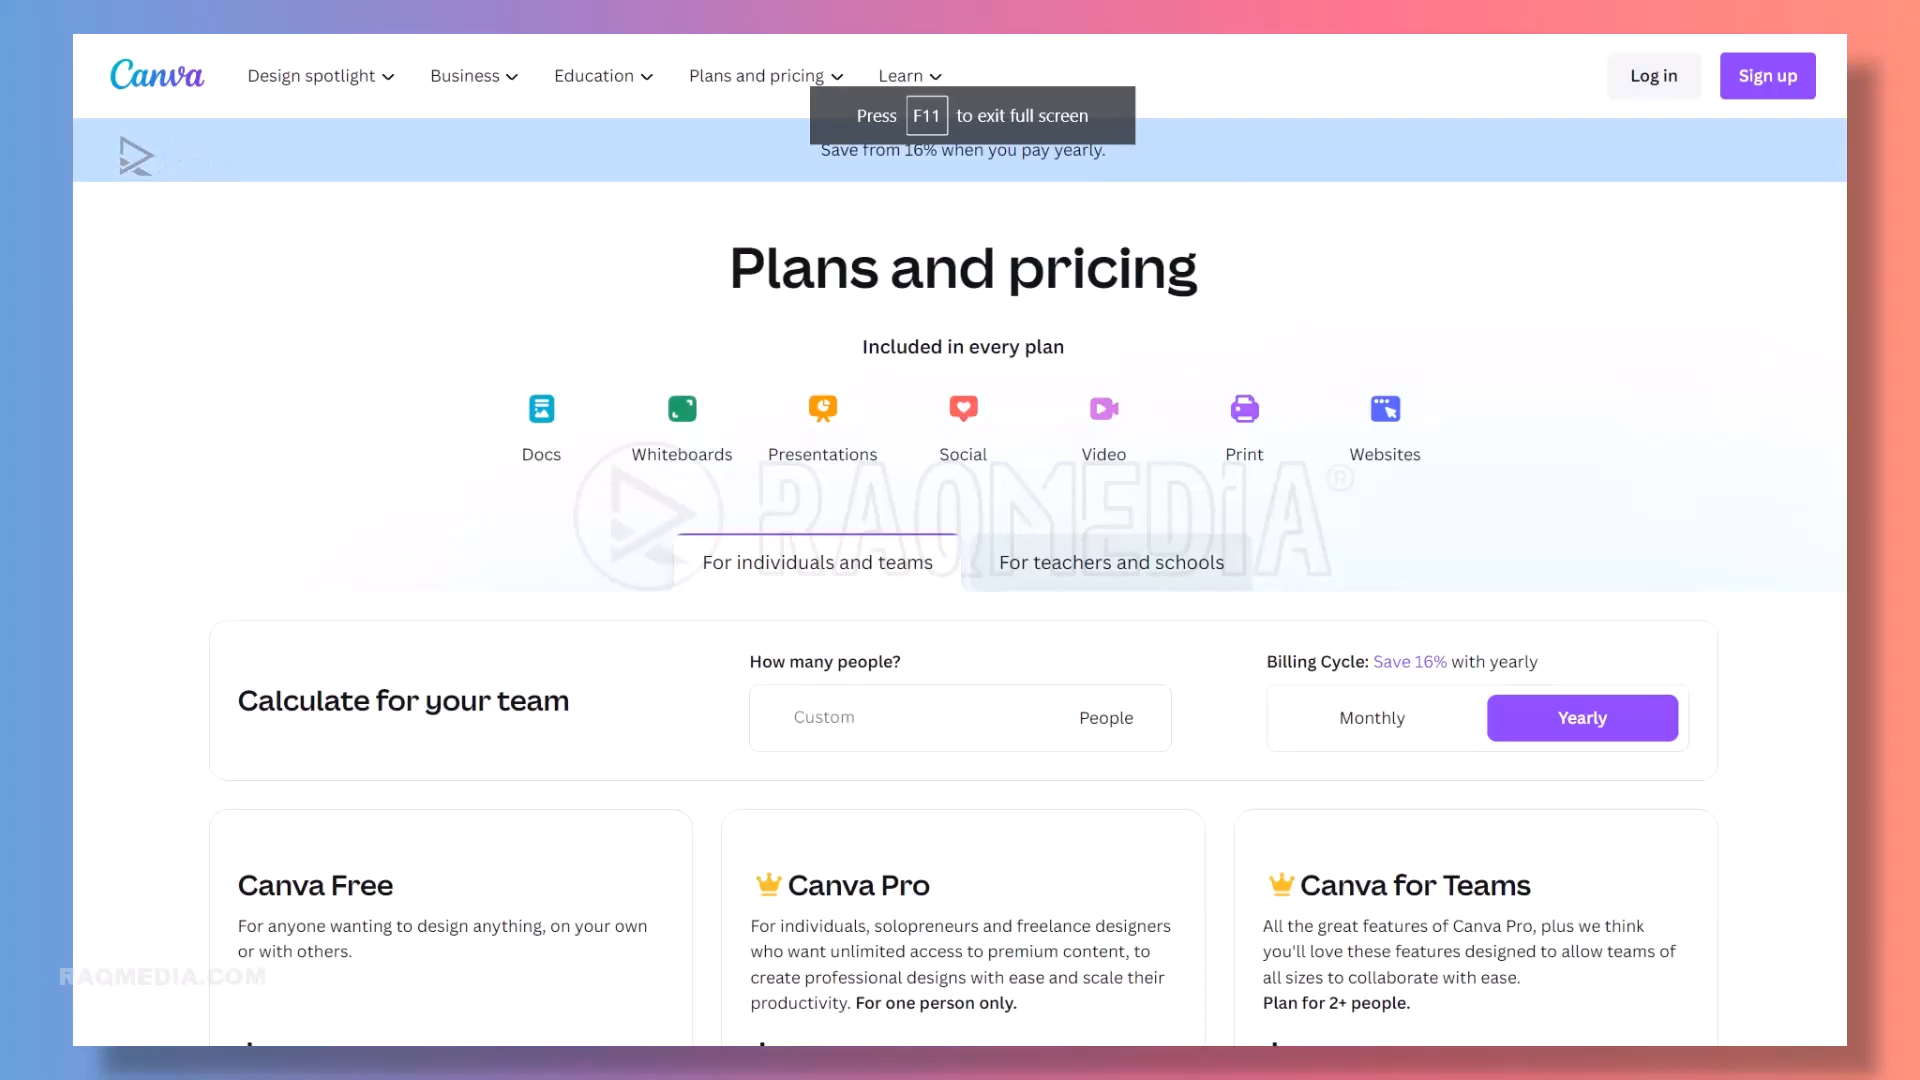 Canva
Design spotlight
Business
Education
Plans and pricing
Learn
Log in
Sign up
Press F11 to exit full screen
Save from 16% when you pay yearly.
Plans and pricing
Included in every plan
Docs
Whiteboards
Presentations
Social
Video
Print
Websites
RAQMEDIA®
For individuals and teams
For teachers and schools
Calculate for your team
How many people?
Custom
People
Billing Cycle: Save 16% with yearly
Monthly
Yearly
Canva Free
For anyone wanting to design anything, on your own
or with others.
Canva Pro
For individuals, solopreneurs and freelance designers
who want unlimited access to premium content, to
create professional designs with ease and scale their
productivity. For one person only.
Canva for Teams
All the great features of Canva Pro, plus we think
you'll love these features designed to allow teams of
all sizes to collaborate with ease.
Plan for 2+ people.
RAQMEDIA.COM